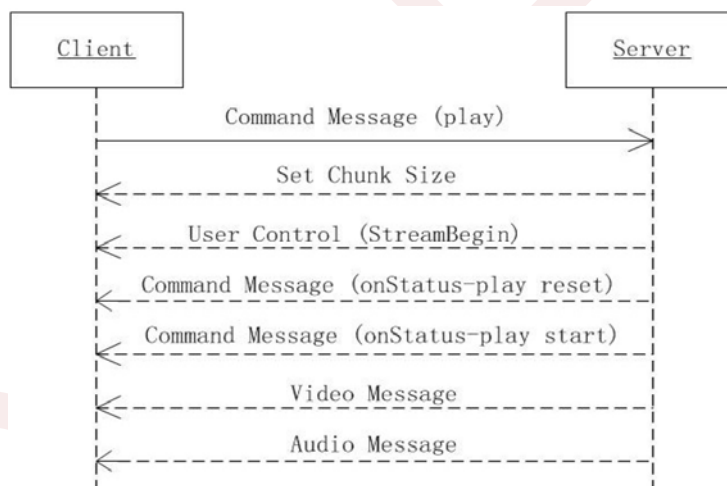 Client
Server
Command Message (play)
Set Chunk Size
User Control (StreamBegin)
Command Message (onStatus-play reset)
Command Message (onStatus-play start)
Video Message
Audio Message